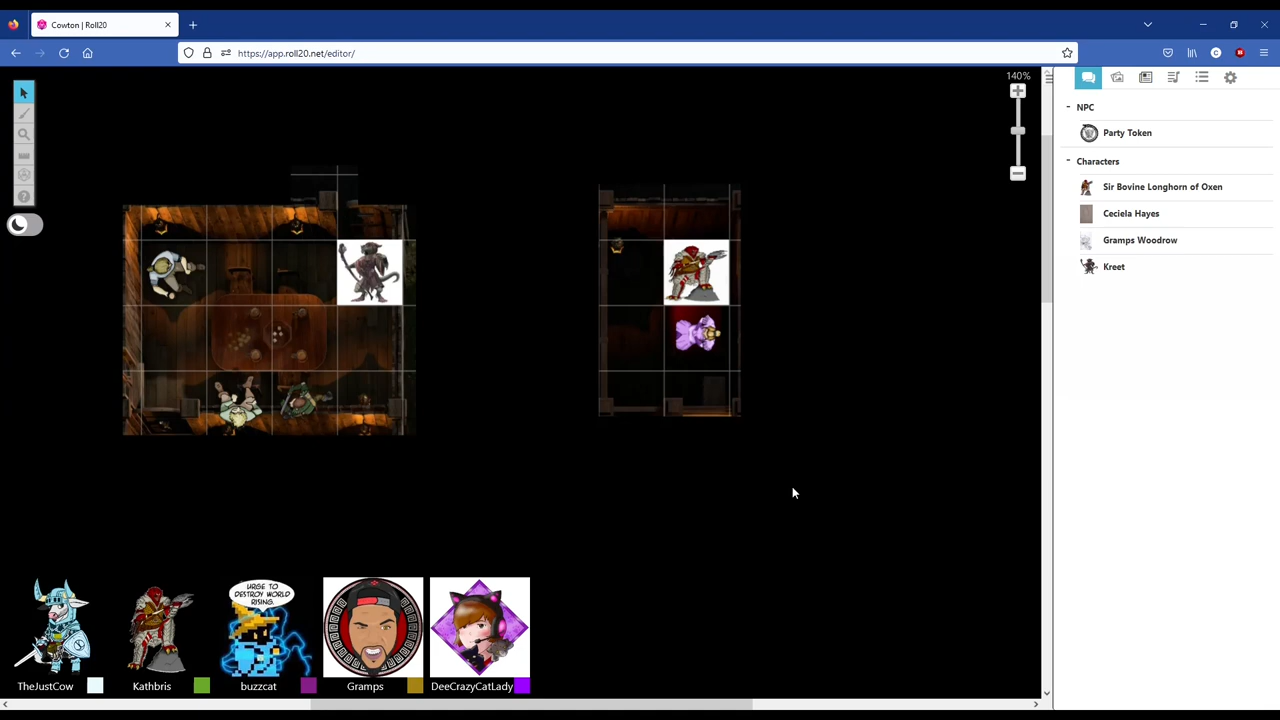 Cowton | Roll20
https://app.roll20.net/editor/
140%
NPC
Party Token
Characters
Sir Bovine Longhorn of Oxen
Ceciela Hayes
Gramps Woodrow
Kreet
URGE TO
DESTROY WORLD
RISING.
TheJustCow
Kathbris
buzzcat
Gramps
DeeCrazyCatLady